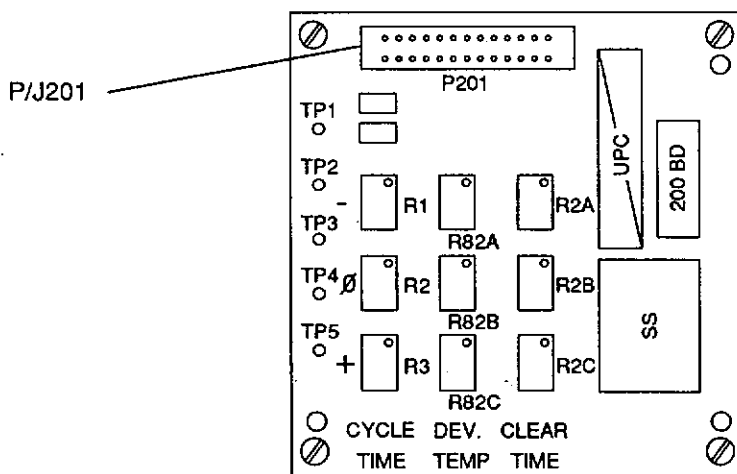 P/J201
P201
TP1
TP2
TP3
TP4
TP5
-
Ø
+
R1
R2
R3
R82A
R82B
R82C
R2A
R2B
R2C
UPC
200 BD
SS
CYCLE DEV. CLEAR
TIME TEMP TIME